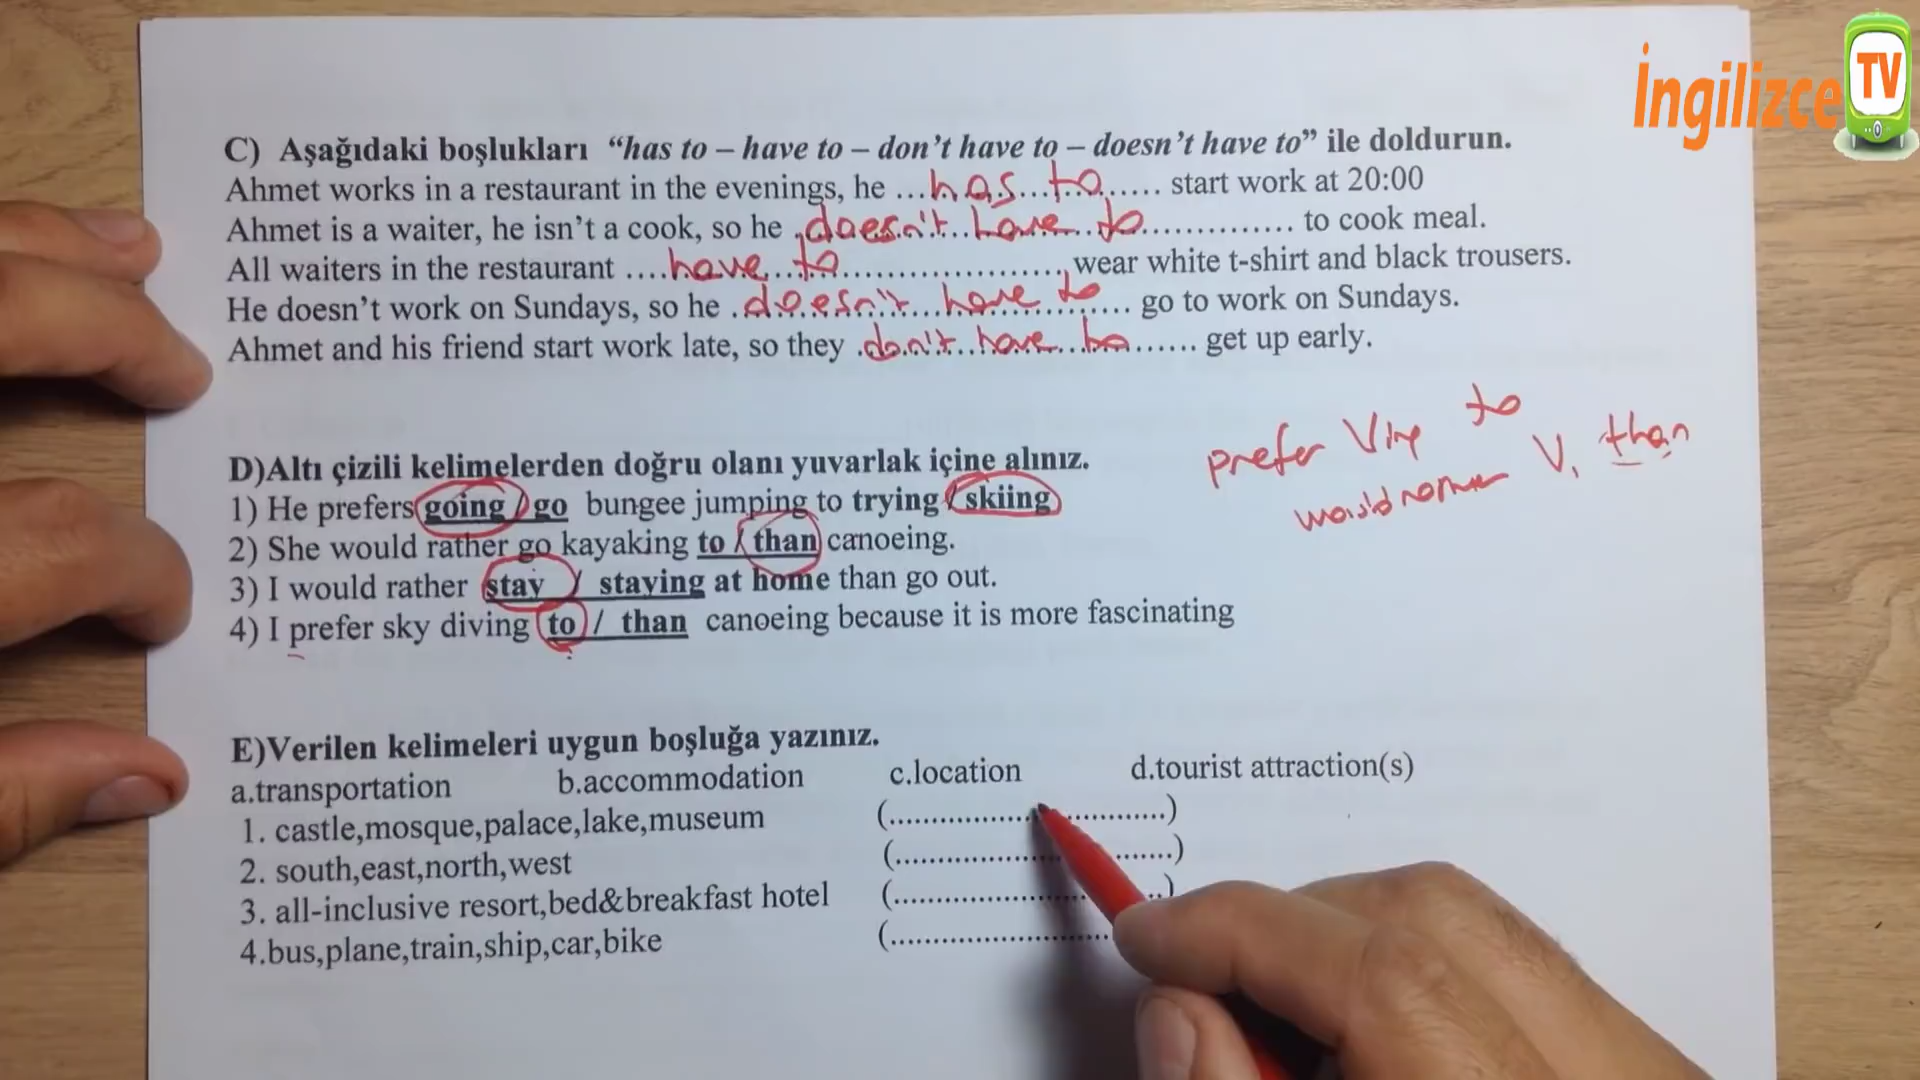 İngilizce TV
C) Aşağıdaki boşlukları “has to – have to – don’t have to – doesn’t have to” ile doldurun.
Ahmet works in a restaurant in the evenings, he ...has to...... start work at 20:00
Ahmet is a waiter, he isn’t a cook, so he .doesn't have to.............. to cook meal.
All waiters in the restaurant ....have to........................, wear white t-shirt and black trousers.
He doesn’t work on Sundays, so he .doesn't have to.... go to work on Sundays.
Ahmet and his friend start work late, so they .don't have to....... get up early.
prefer Ving to
would rather V1 than
D)Altı çizili kelimelerden doğru olanı yuvarlak içine alınız.
1) He prefers going / go bungee jumping to trying / skiing
2) She would rather go kayaking to / than canoeing.
3) I would rather stay / staying at home than go out.
4) I prefer sky diving to / than canoeing because it is more fascinating
E)Verilen kelimeleri uygun boşluğa yazınız.
a.transportation b.accommodation c.location d.tourist attraction(s)
1. castle,mosque,palace,lake,museum (................................)
2. south,east,north,west (................................)
3. all-inclusive resort,bed&breakfast hotel (................................)
4.bus,plane,train,ship,car,bike (..........................